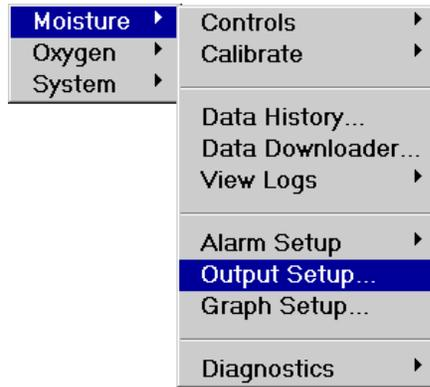 Moisture
Oxygen
System
Controls
Calibrate
Data History...
Data Downloader...
View Logs
Alarm Setup
Output Setup...
Graph Setup...
Diagnostics